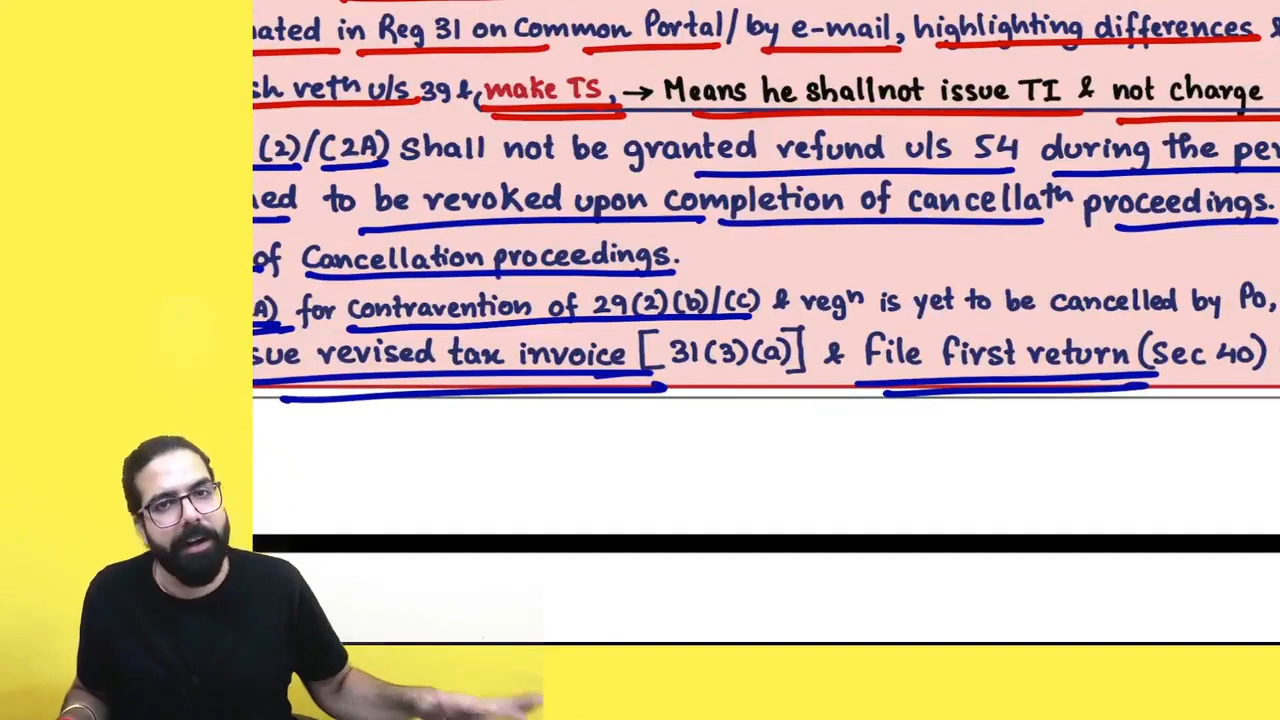 nated in Reg 31 on Common Portal/ by e-mail, highlighting differences &
sh retn u/s 39 & make TS, → Means he shall not issue TI & not charge
(2)/(2A) Shall not be granted refund u/s 54 during the per
ed to be revoked upon completion of cancellatn proceedings.
of Cancellation proceedings.
A) for contravention of 29(2)(b)/(c) & regn is yet to be cancelled by PO,
sue revised tax invoice [31(3)(a)] & File first return (Sec 40)